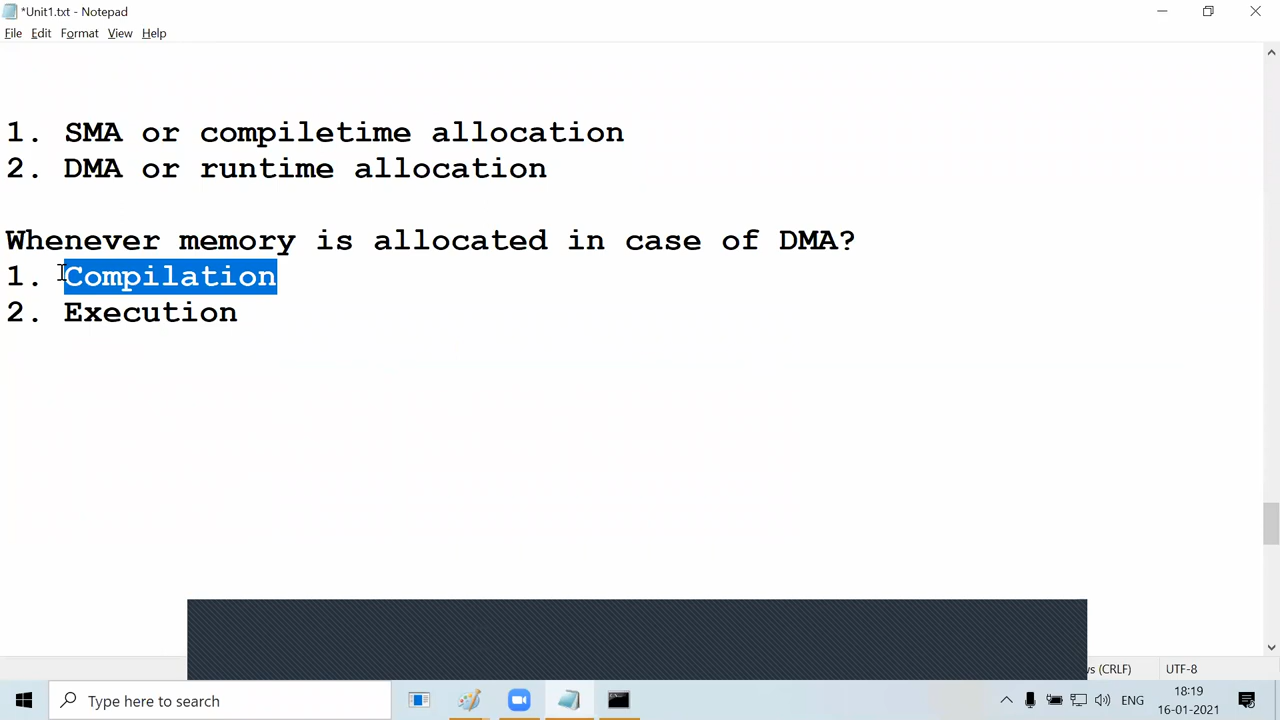 *Unit1.txt - Notepad
File Edit Format View Help
1. SMA or compiletime allocation
2. DMA or runtime allocation
Whenever memory is allocated in case of DMA?
1. Compilation
2. Execution
(CRLF) UTF-8
Type here to search
ENG
18:19
16-01-2021